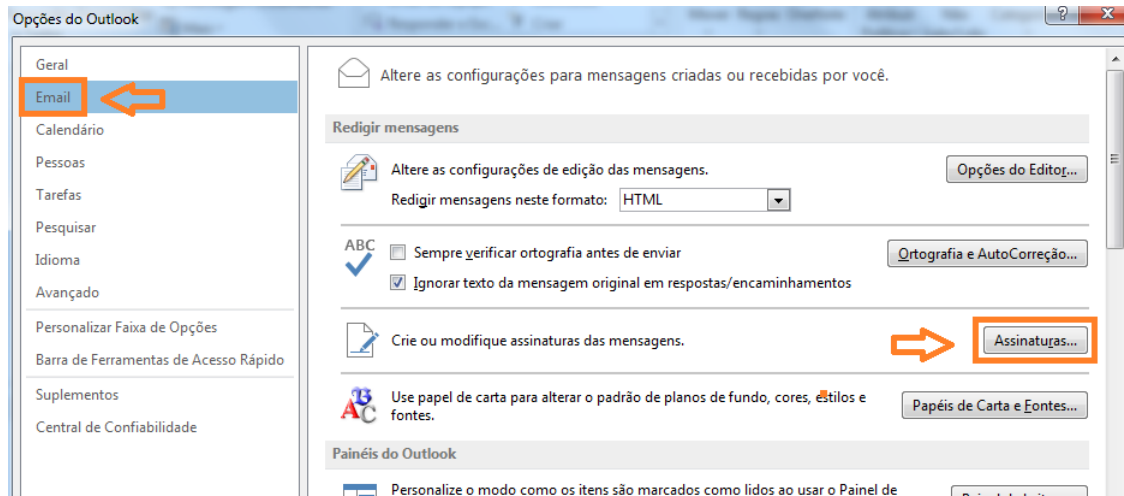 Opções do Outlook
Geral
Email
Calendário
Pessoas
Tarefas
Pesquisar
Idioma
Avançado
Personalizar Faixa de Opções
Barra de Ferramentas de Acesso Rápido
Suplementos
Central de Confiabilidade
Altere as configurações para mensagens criadas ou recebidas por você.
Redigir mensagens
Altere as configurações de edição das mensagens.
Opções do Editor...
Redigir mensagens neste formato: HTML
ABC
Sempre verificar ortografia antes de enviar
Ortografia e AutoCorreção...
Ignorar texto da mensagem original em respostas/encaminhamentos
Crie ou modifique assinaturas das mensagens.
Assinaturas...
Use papel de carta para alterar o padrão de planos de fundo, cores, estilos e
fontes.
Papéis de Carta e Fontes...
Painéis do Outlook
Personalize o modo como os itens são marcados como lidos ao usar o Painel de